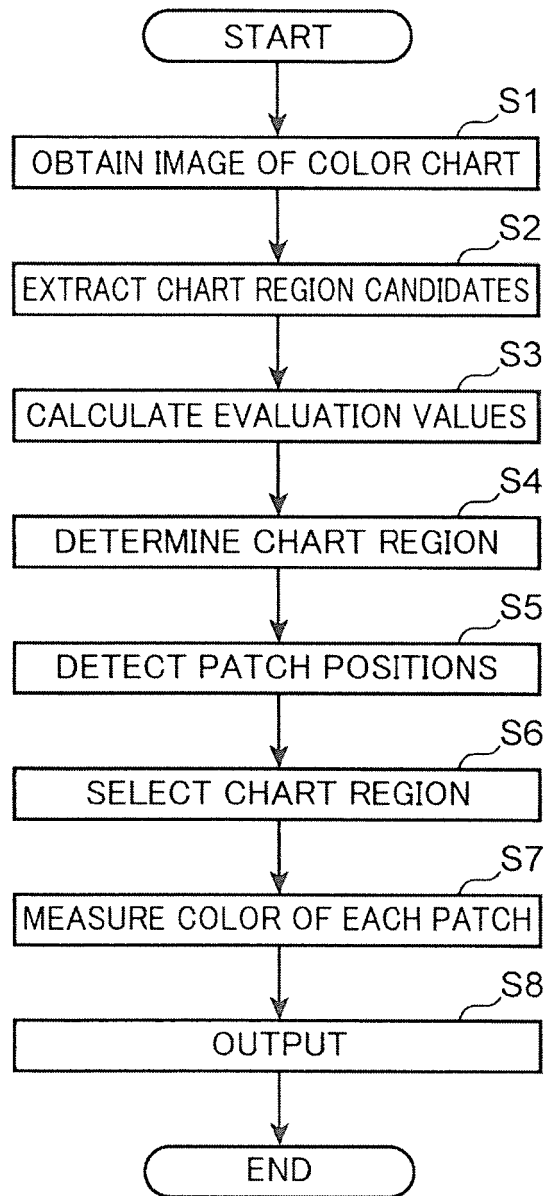 START
S1
OBTAIN IMAGE OF COLOR CHART
S2
EXTRACT CHART REGION CANDIDATES
S3
CALCULATE EVALUATION VALUES
S4
DETERMINE CHART REGION
S5
DETECT PATCH POSITIONS
S6
SELECT CHART REGION
S7
MEASURE COLOR OF EACH PATCH
S8
OUTPUT
END